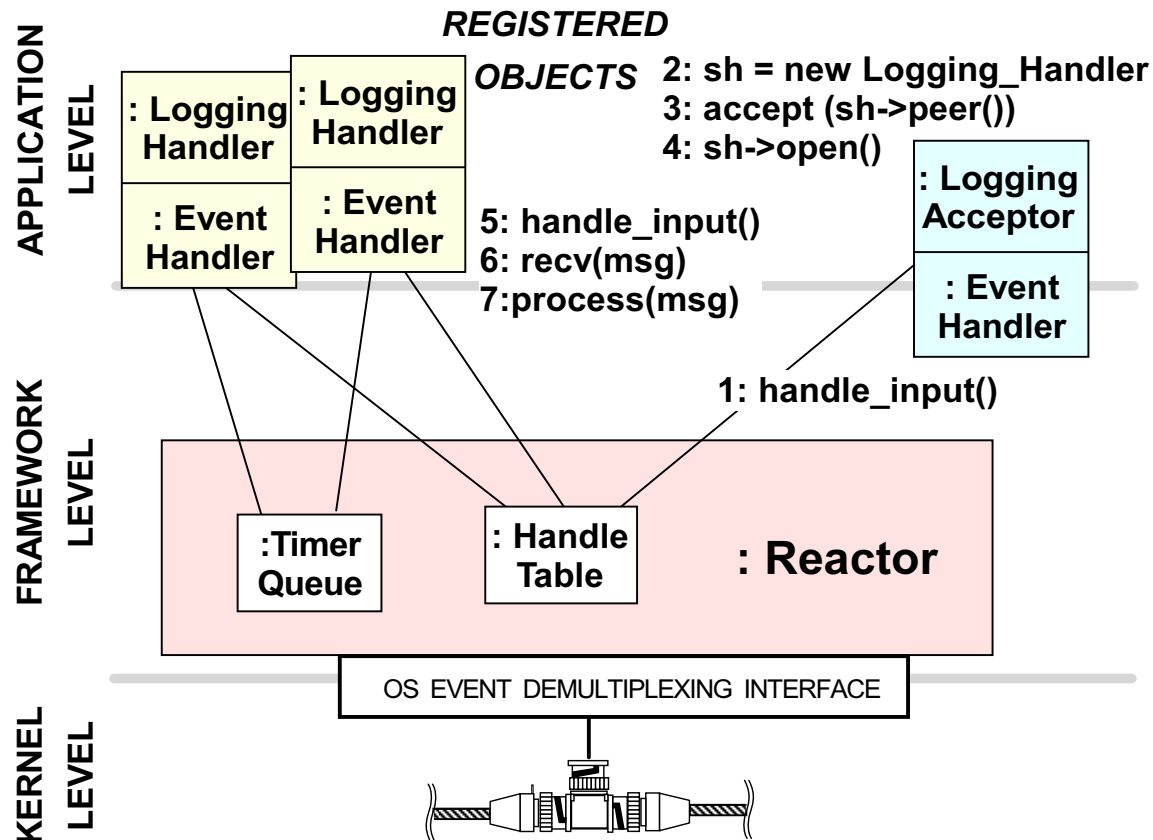 REGISTERED
OBJECTS
APPLICATION
LEVEL
: Logging
Handler
: Event
Handler
: Logging
Handler
: Event
Handler
2: sh = new Logging_Handler
3: accept (sh->peer())
4: sh->open()
: Logging
Acceptor
: Event
Handler
5: handle_input()
6: recv(msg)
7:process(msg)
1: handle_input()
FRAMEWORK
LEVEL
:Timer
Queue
: Handle
Table
: Reactor
OS EVENT DEMULTIPLEXING INTERFACE
KERNEL
LEVEL